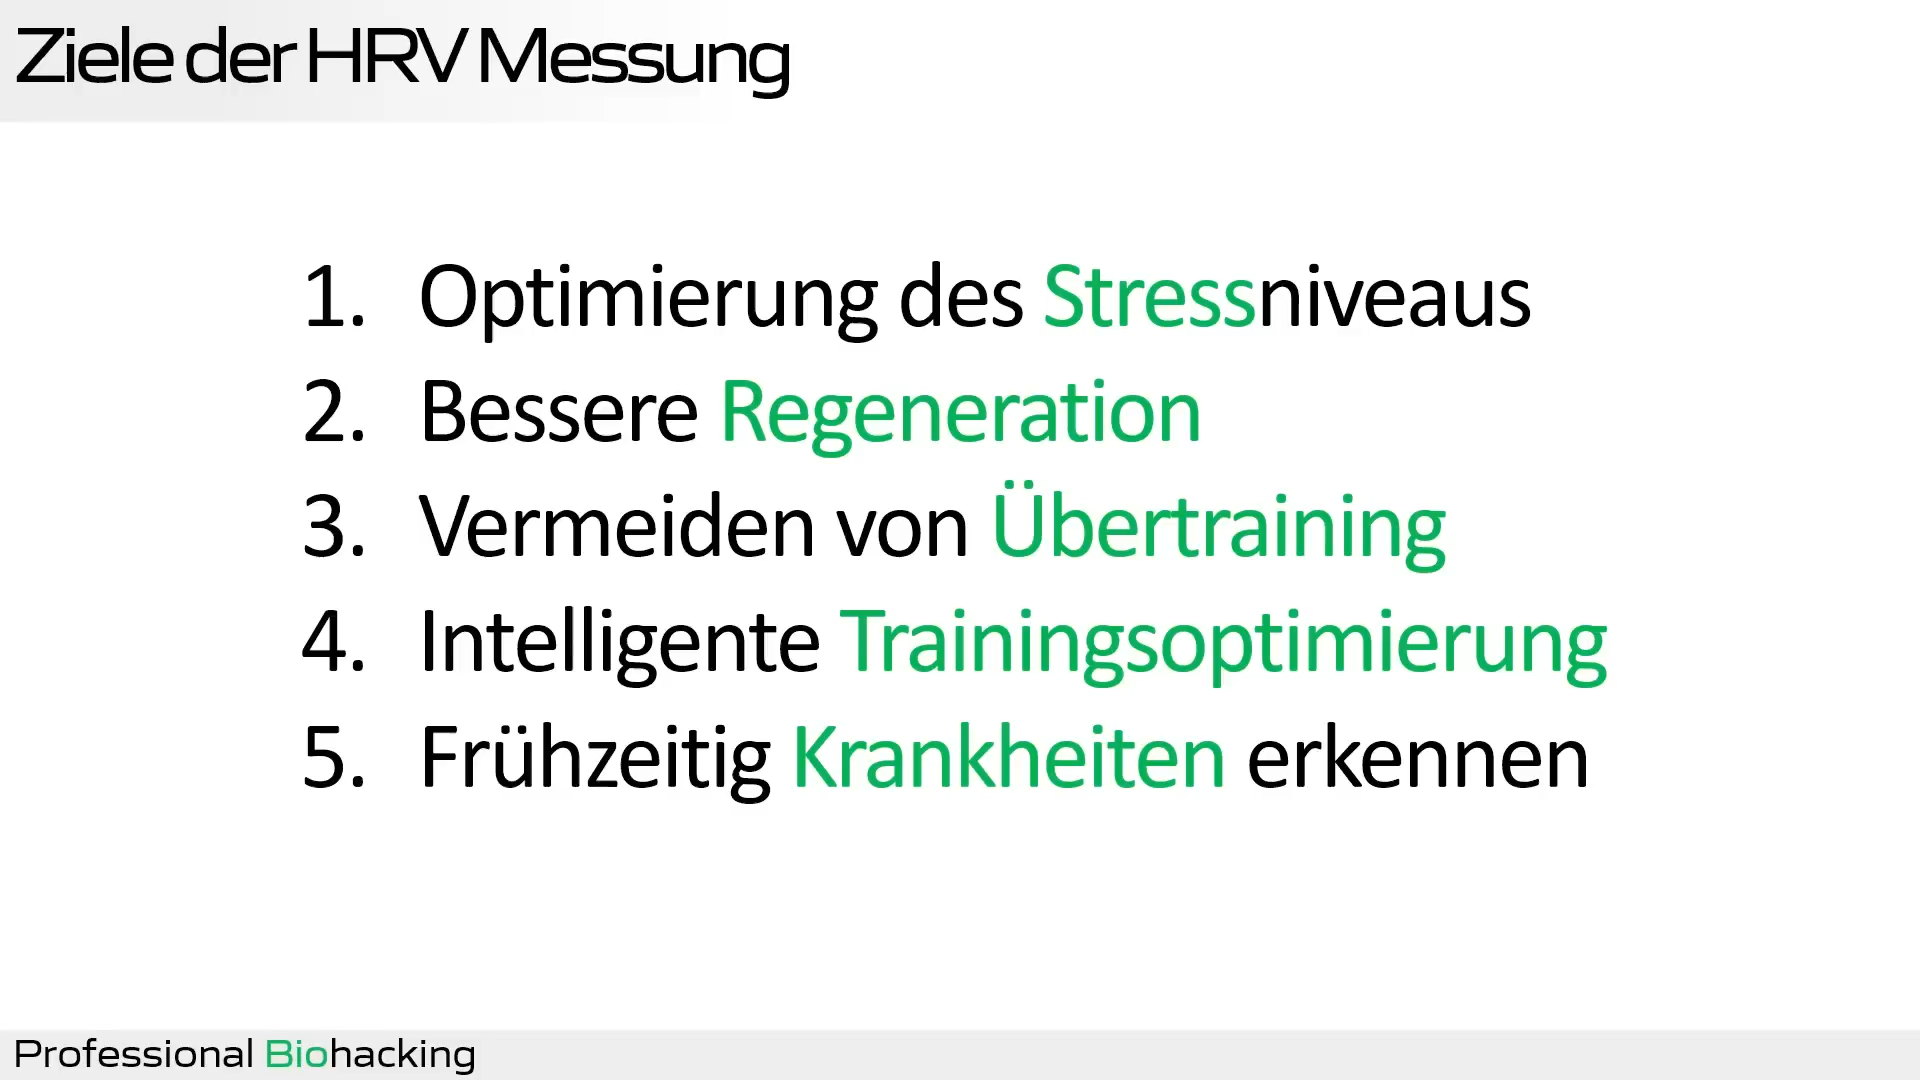 Ziele der HRV Messung
1. Optimierung des Stressniveaus
2. Bessere Regeneration
3. Vermeiden von Übertraining
4. Intelligente Trainingsoptimierung
5. Frühzeitig Krankheiten erkennen
Professional Biohacking